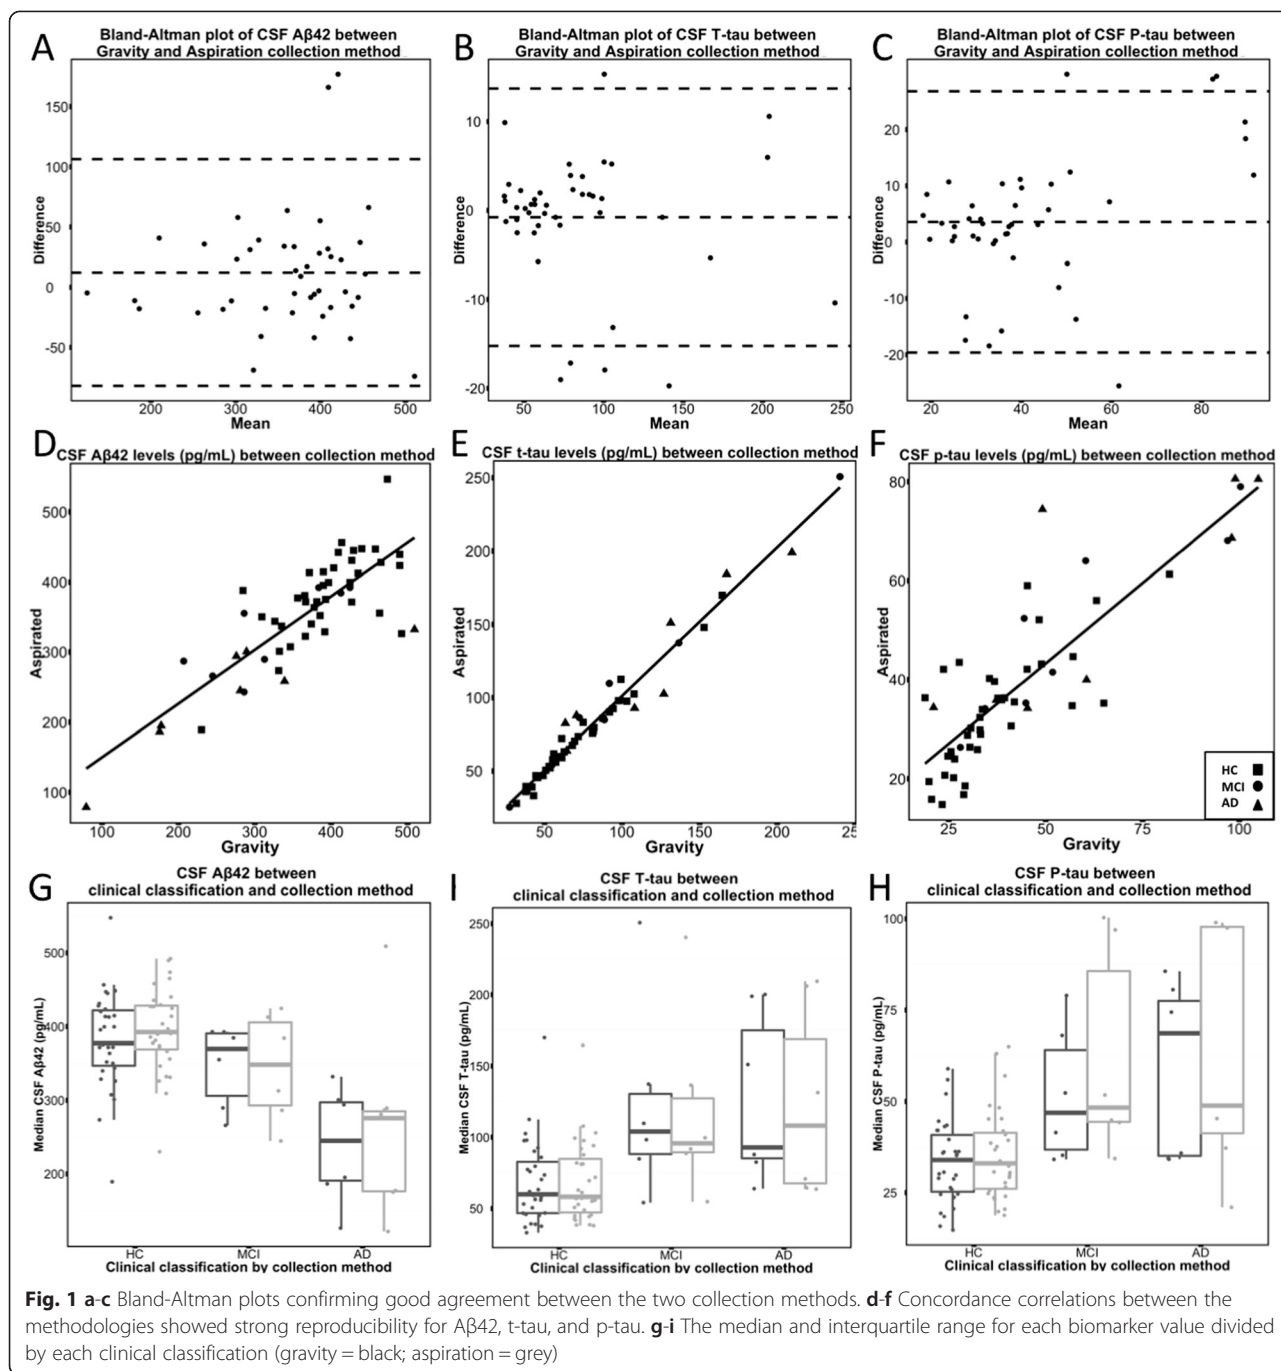 A
Bland-Altman plot of CSF Aβ42 between
Gravity and Aspiration collection method
Difference
150
100
50
0
-50
200
300
400
500
Mean
B
Bland-Altman plot of CSF T-tau between
Gravity and Aspiration collection method
Difference
10
0
-10
-20
50
100
150
200
250
Mean
C
Bland-Altman plot of CSF P-tau between
Gravity and Aspiration collection method
Difference
20
10
0
-10
-20
20
40
60
80
Mean
D
CSF Aβ42 levels (pg/mL) between collection method
Aspirated
500
400
300
200
100
100
200
300
400
500
Gravity
E
CSF t-tau levels (pg/mL) between collection method
Aspirated
250
200
150
100
50
50
100
150
200
25
Gravity
F
CSF p-tau levels (pg/mL) between collection method
Aspirated
80
60
40
20
25
50
75
100
Gravity
HC
MCI
AD
G
CSF Aβ42 between
clinical classification and collection method
Median CSF Aβ42 (pg/mL)
500
400
300
200
HC
MCI
AD
Clinical classification by collection method
I
CSF T-tau between
clinical classification and collection method
Median CSF T-tau (pg/mL)
250
200
150
100
50
HC
MCI
AD
Clinical classification by collection method
H
CSF P-tau between
clinical classification and collection method
Median CSF P-tau (pg/mL)
100
75
50
25
HC
MCI
AD
Clinical classification by collection method
Fig. 1 a-c Bland-Altman plots confirming good agreement between the two collection methods. d-f Concordance correlations between the
methodologies showed strong reproducibility for Aβ42, t-tau, and p-tau. g-i The median and interquartile range for each biomarker value divided
by each clinical classification (gravity = black; aspiration = grey)